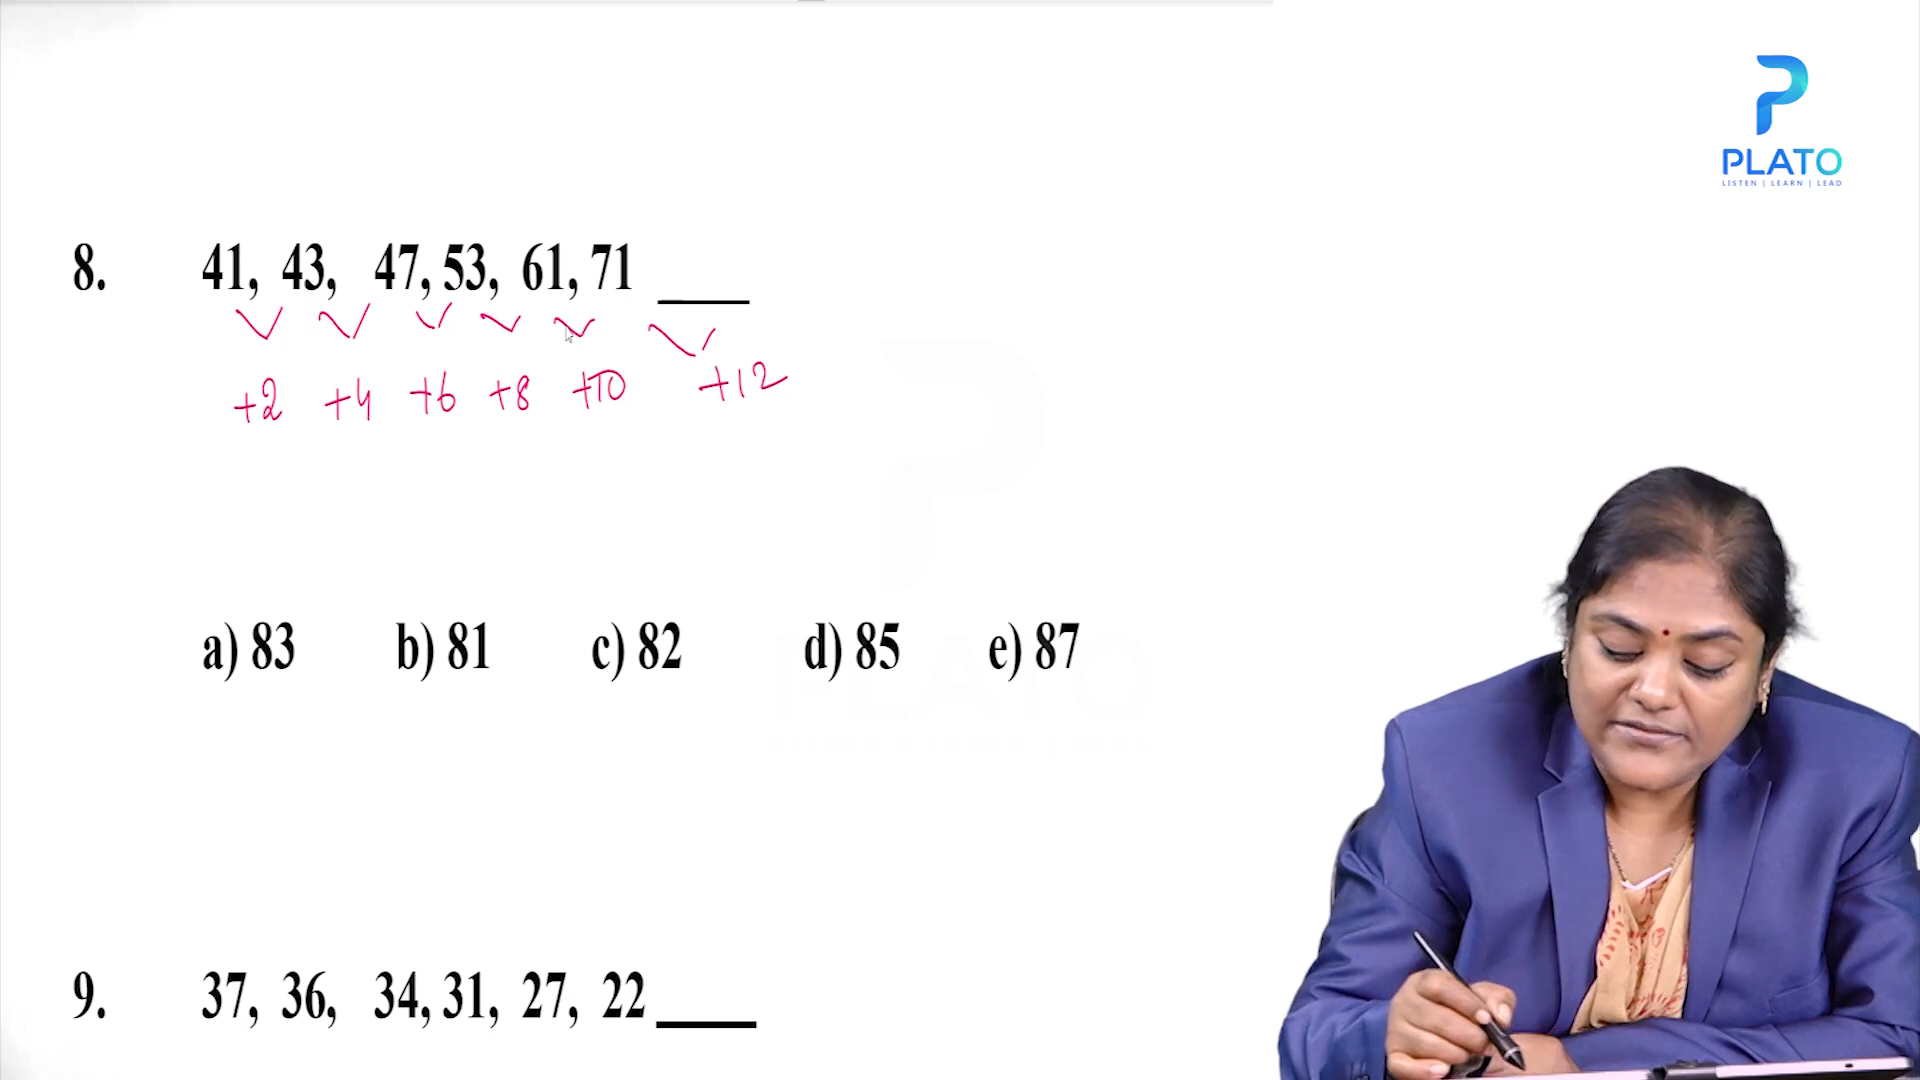 PLATO
LISTEN | LEARN | LEAD
8. 41, 43, 47, 53, 61, 71 ____
+2 +4 +6 +8 +10 +12
a) 83 b) 81 c) 82 d) 85 e) 87
PLATO
9. 37, 36, 34, 31, 27, 22 ____